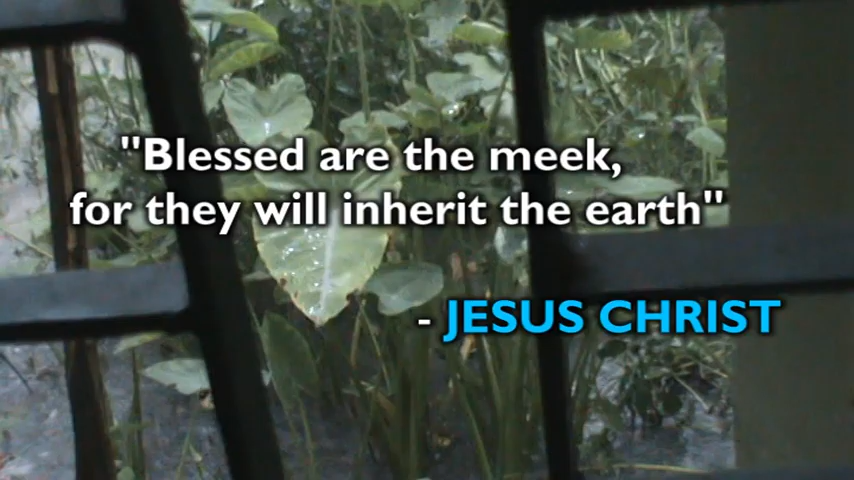 "Blessed are the meek,
for they will inherit the earth"
- JESUS CHRIST